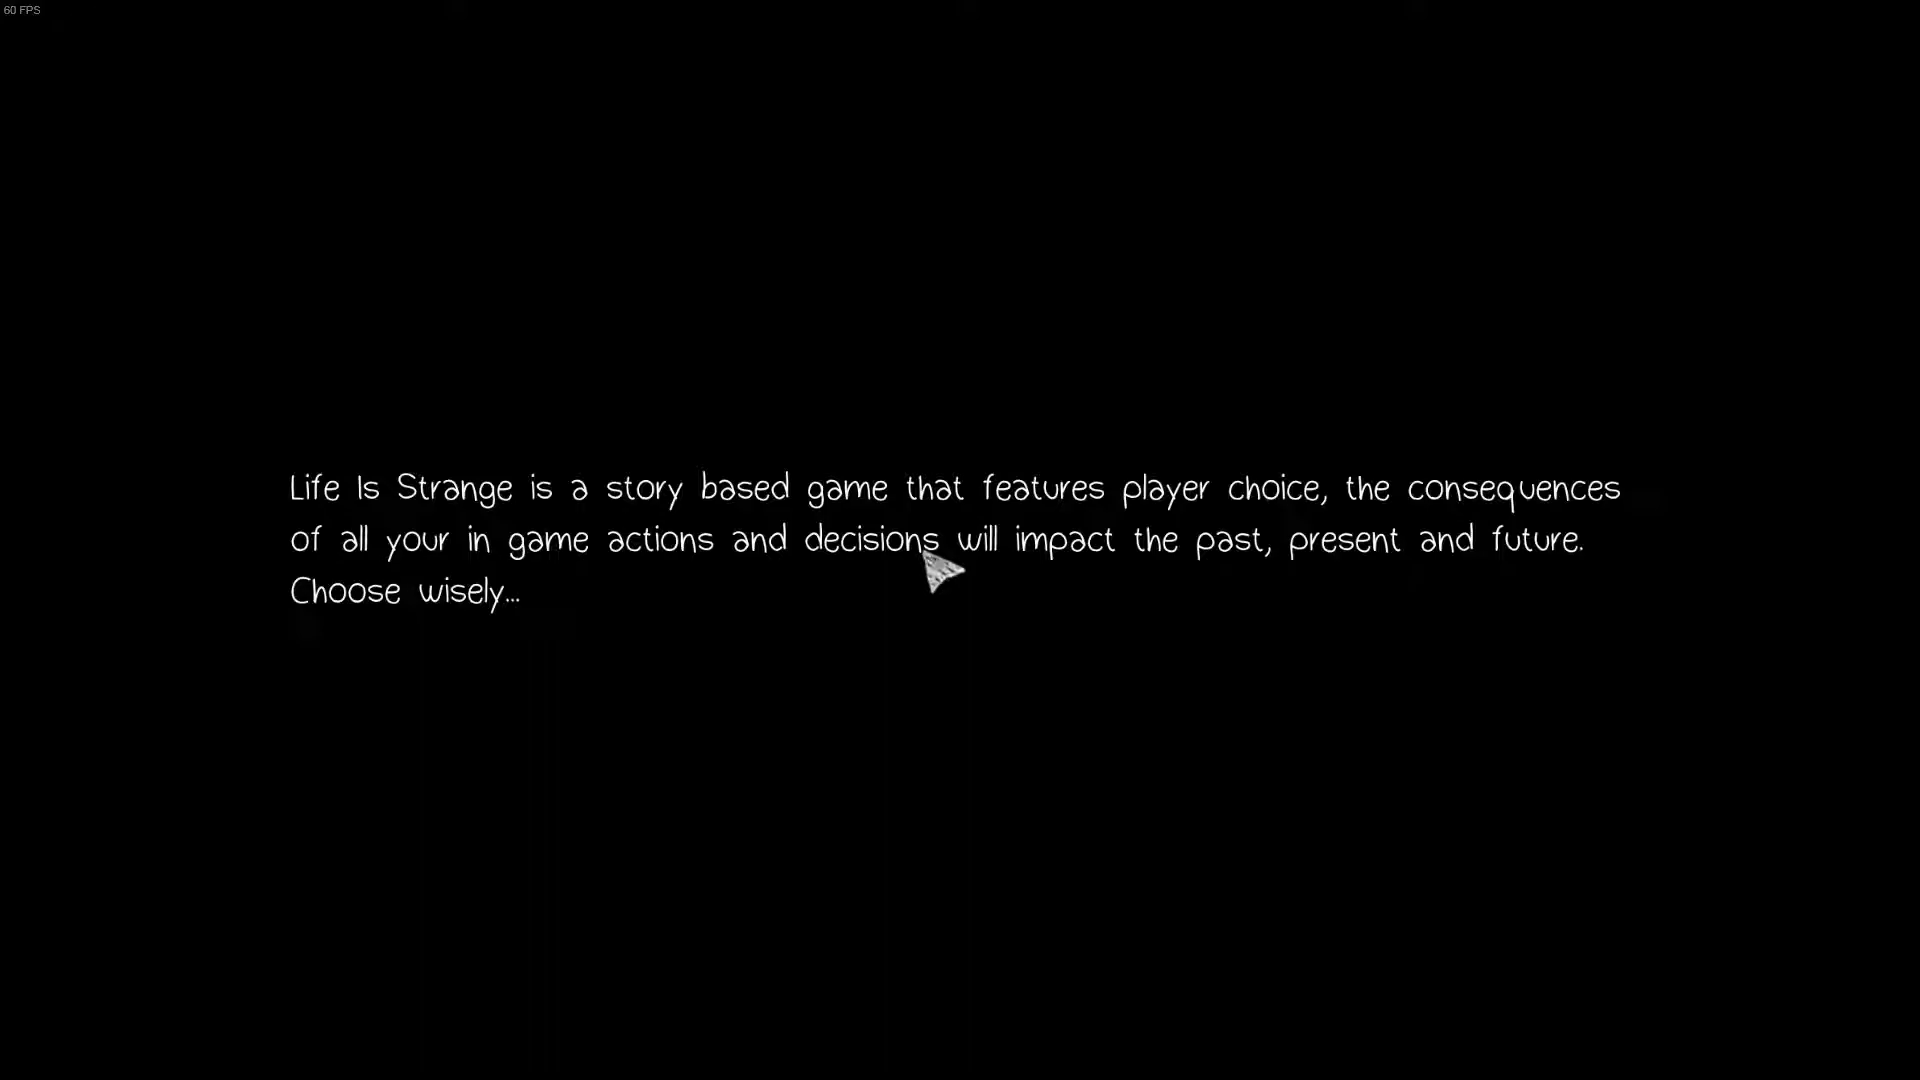 60 FPS
Life Is Strange is a story based game that features player choice, the consequences
of all your in game actions and decisions will impact the past, present and future.
Choose wisely...